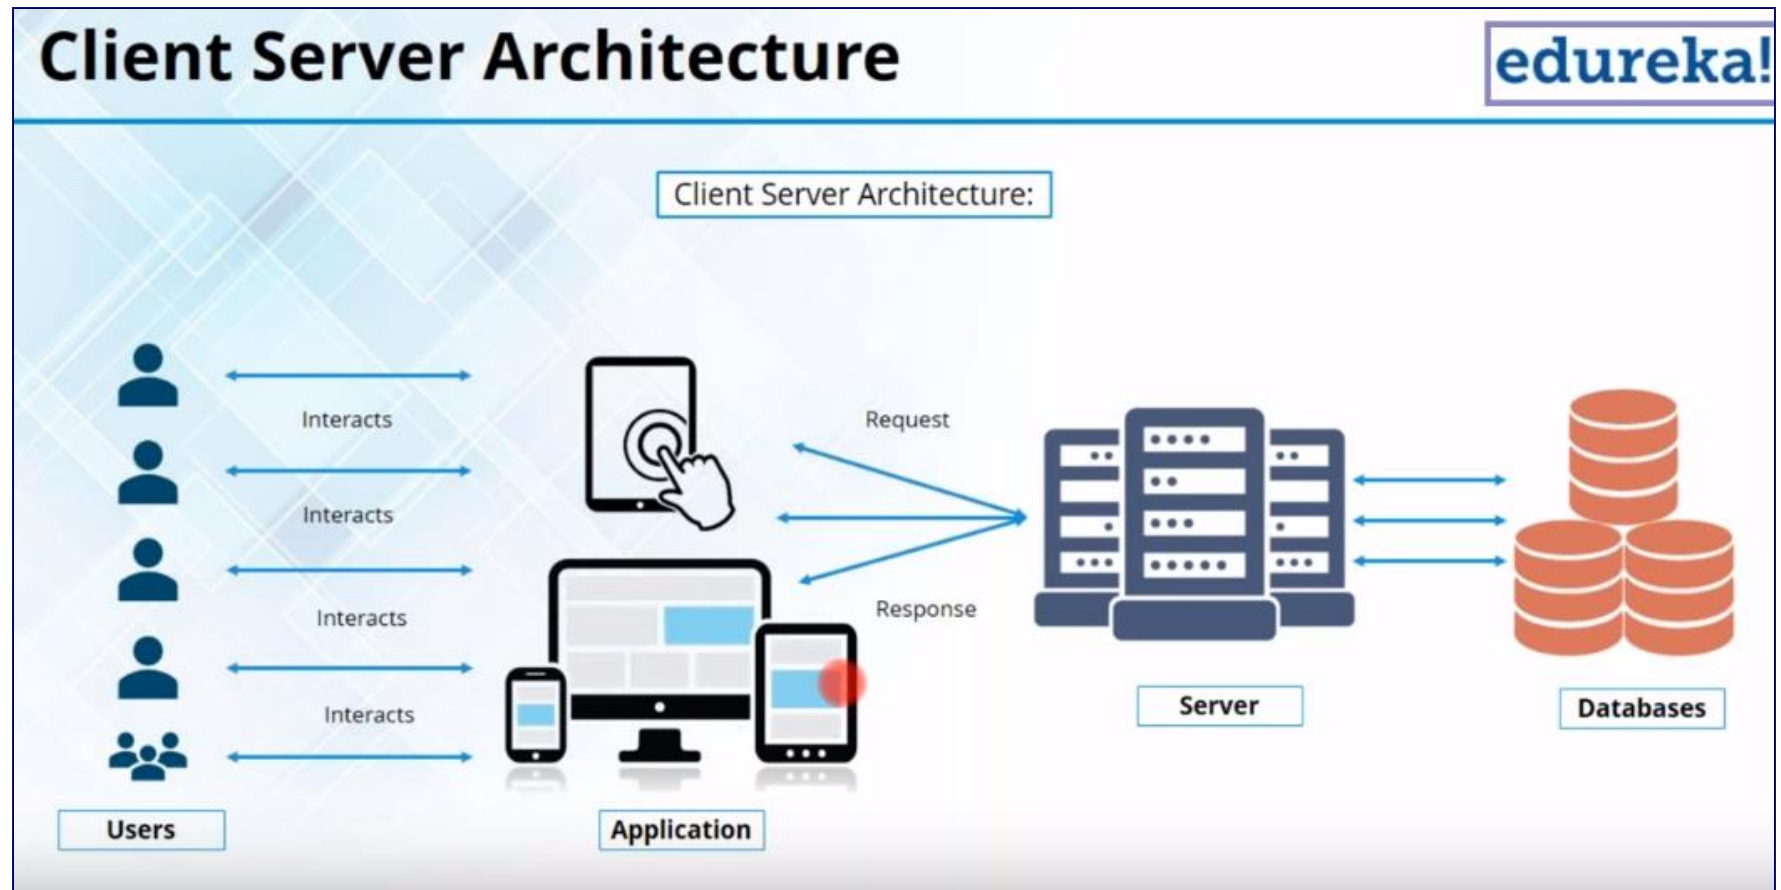 Client Server Architecture
edureka!
Client Server Architecture:
Interacts
Request
Interacts
Response
Interacts
Interacts
Server
Databases
Users
Application